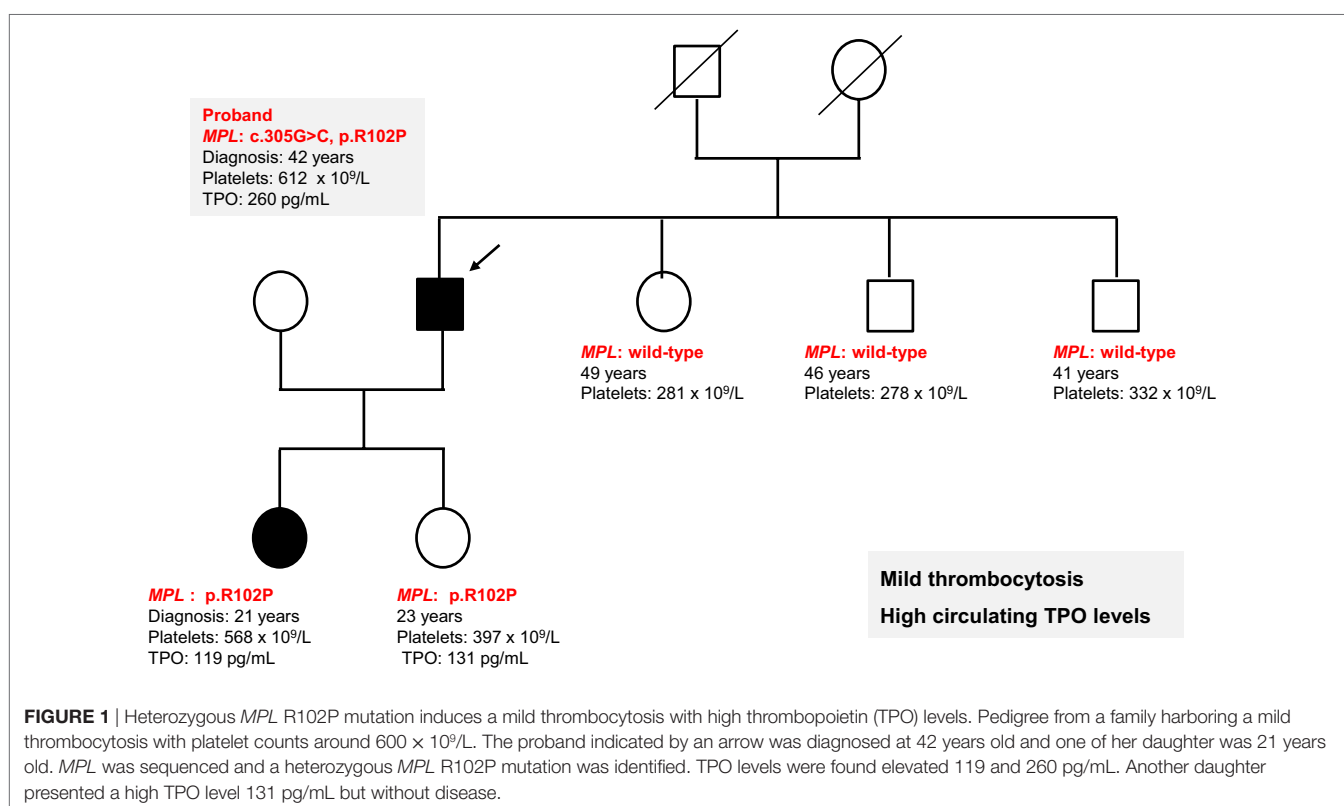 Proband
MPL: c.305G>C, p.R102P
Diagnosis: 42 years
Platelets: 612 x 10⁹/L
TPO: 260 pg/mL
MPL: wild-type
49 years
Platelets: 281 x 10⁹/L
MPL: wild-type
46 years
Platelets: 278 x 10⁹/L
MPL: wild-type
41 years
Platelets: 332 x 10⁹/L
MPL : p.R102P
Diagnosis: 21 years
Platelets: 568 x 10⁹/L
TPO: 119 pg/mL
MPL: p.R102P
23 years
Platelets: 397 x 10⁹/L
TPO: 131 pg/mL
Mild thrombocytosis
High circulating TPO levels
FIGURE 1 | Heterozygous MPL R102P mutation induces a mild thrombocytosis with high thrombopoietin (TPO) levels. Pedigree from a family harboring a mild
thrombocytosis with platelet counts around 600 × 10⁹/L. The proband indicated by an arrow was diagnosed at 42 years old and one of her daughter was 21 years
old. MPL was sequenced and a heterozygous MPL R102P mutation was identified. TPO levels were found elevated 119 and 260 pg/mL. Another daughter
presented a high TPO level 131 pg/mL but without disease.